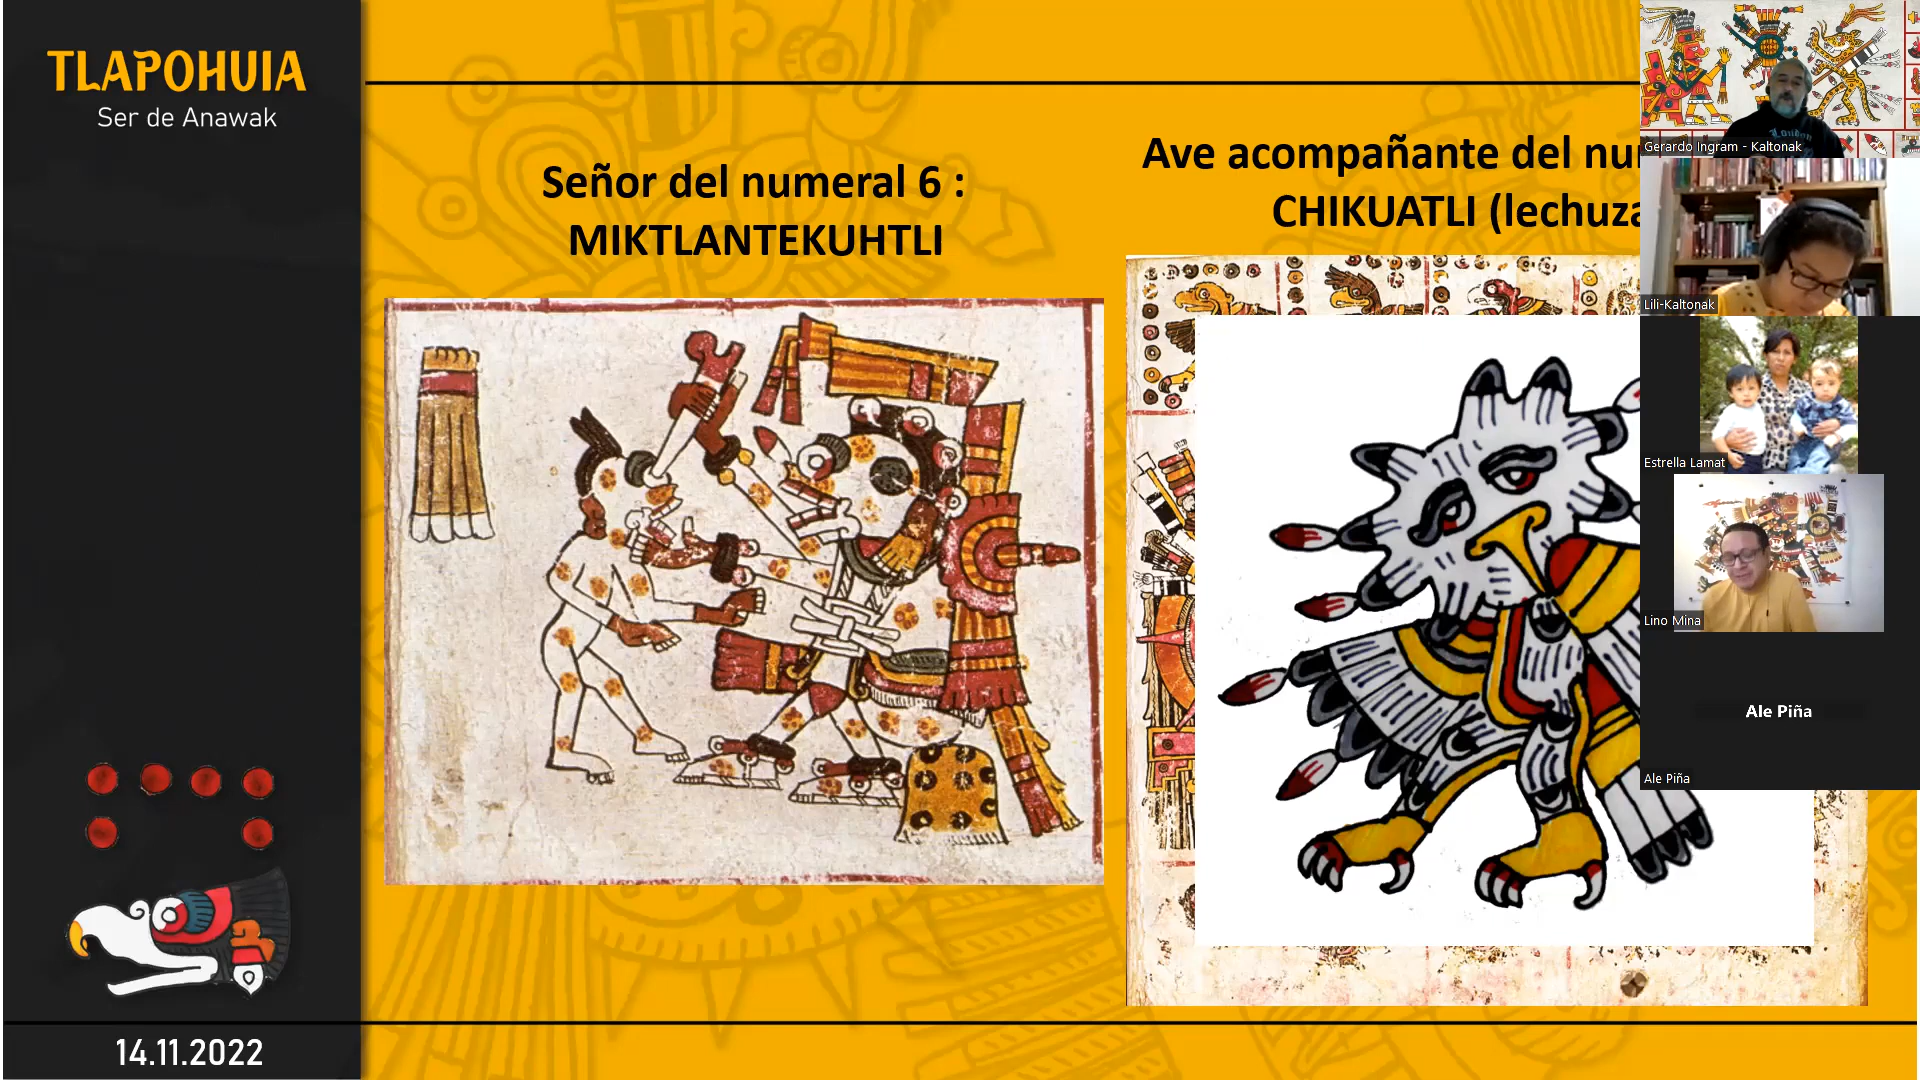 TLAPOHUIA
Ser de Anawak
Señor del numeral 6 :
MIKTLANTEKUHTLI
Ave acompañante del
CHIKUATLI (lechuza
14.11.2022
London
Gerardo Ingram - Kaltonak
Lili-Kaltonak
Estrella Lamat
Lino Mina
Ale Piña
Ale Piña